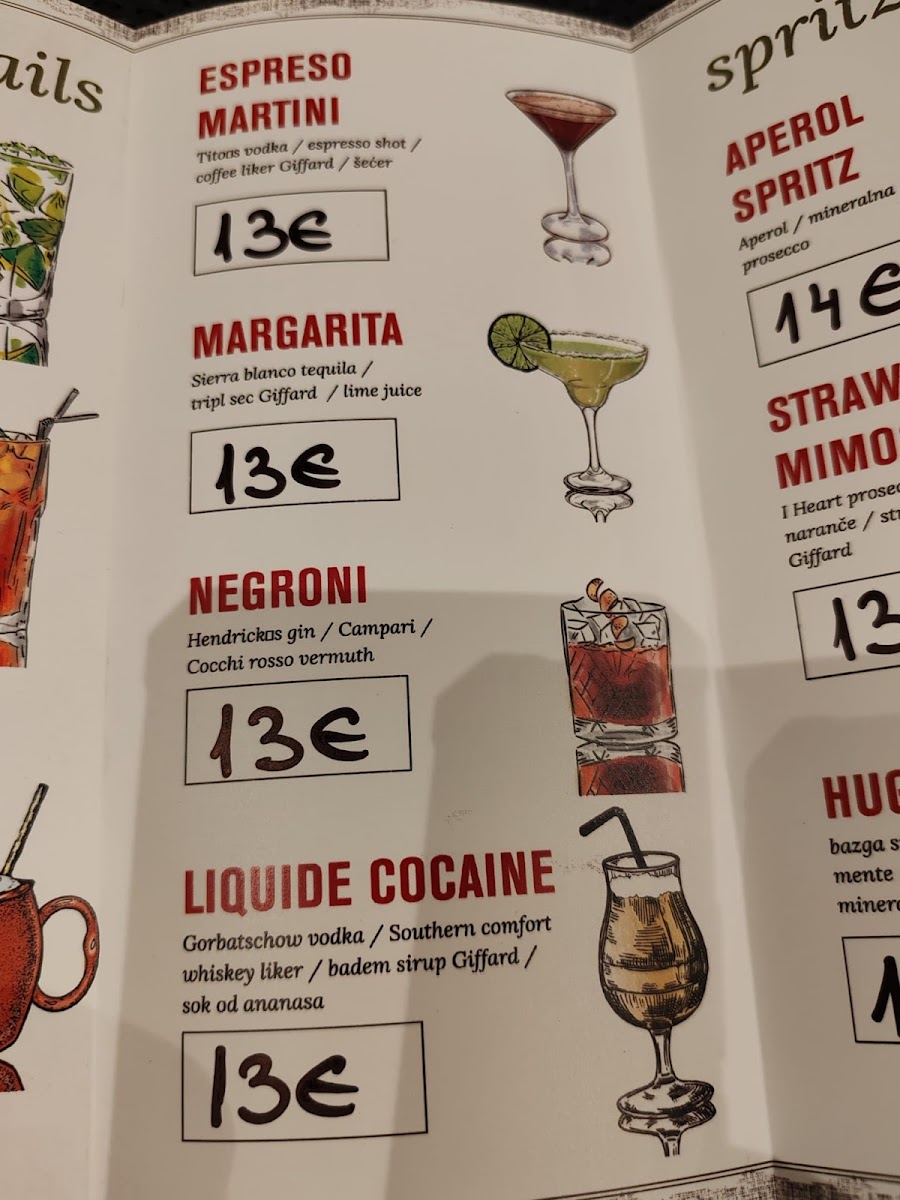 ails
ESPRESO
MARTINI
Tito□s vodka / espresso shot /
coffee liker Giffard / šećer
13€
MARGARITA
Sierra blanco tequila /
tripl sec Giffard / lime juice
13€
NEGRONI
Hendrick□s gin / Campari /
Cocchi rosso vermuth
13€
LIQUIDE COCAINE
Gorbatschow vodka / Southern comfort
whiskey liker / badem sirup Giffard /
sok od ananasa
13€
spritz
APEROL
SPRITZ
Aperol / mineralna
prosecco
14€
STRAW
MIMO
I Heart prosec
naranče / str
Giffard
13
HUG
bazga s
mente
minera
1